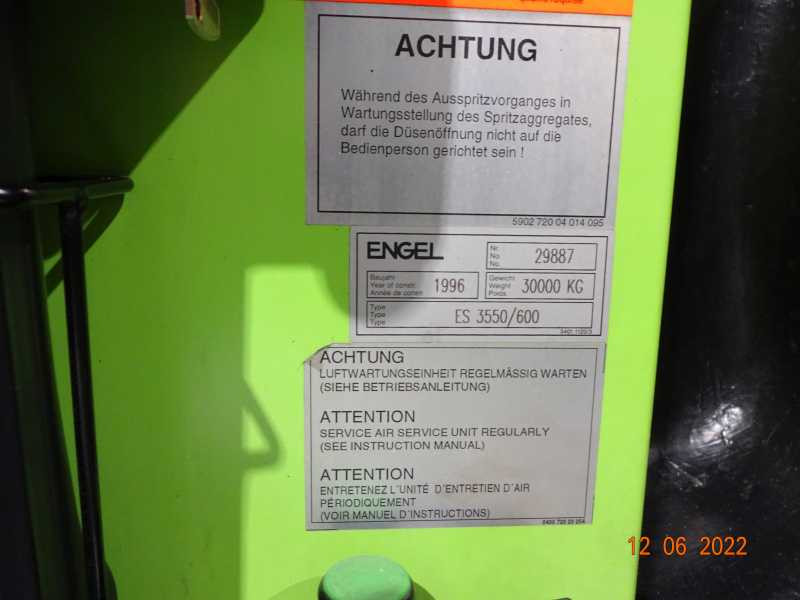 ACHTUNG
Während des Ausspritzvorganges in
Wartungsstellung des Spritzaggregates,
darf die Düsenöffnung nicht auf die
Bedienperson gerichtet sein !
5902 720 04 014 095
ENGEL
Nr.
No
No.
29887
Baujahr
Year of constr.
Année de constr.
1996
Gewicht
Weight
Poids
30000 KG
Type
Type
Type
ES 3550/600
ACHTUNG
LUFTWARTUNGSEINHEIT REGELMÄSSIG WARTEN
(SIEHE BETRIEBSANLEITUNG)
ATTENTION
SERVICE AIR SERVICE UNIT REGULARLY
(SEE INSTRUCTION MANUAL)
ATTENTION
ENTRETENEZ L'UNITÉ D'ENTRETIEN D'AIR
PÉRIODIQUEMENT
(VOIR MANUEL D'INSTRUCTIONS)
12 06 2022